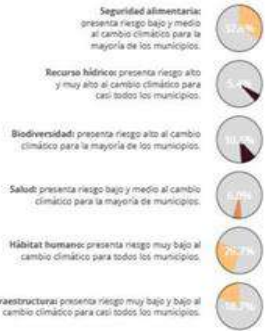 Seguridad alimentaria:
presenta riesgo bajo y medio
al cambio climático para la
mayoría de los municipios.
Recurso hídrico: presenta riesgo alto
y muy alto al cambio climático para
casi todos los municipios.
Biodiversidad: presenta riesgo alto al cambio
climático para la mayoría de los municipios.
Salud: presenta riesgo bajo y medio al cambio
climático para la mayoría de municipios.
Hábitat humano: presenta riesgo muy bajo al
cambio climático para todos los municipios.
raestructura: presenta riesgo muy bajo y bajo al
cambio climático para casi todos los municipios.